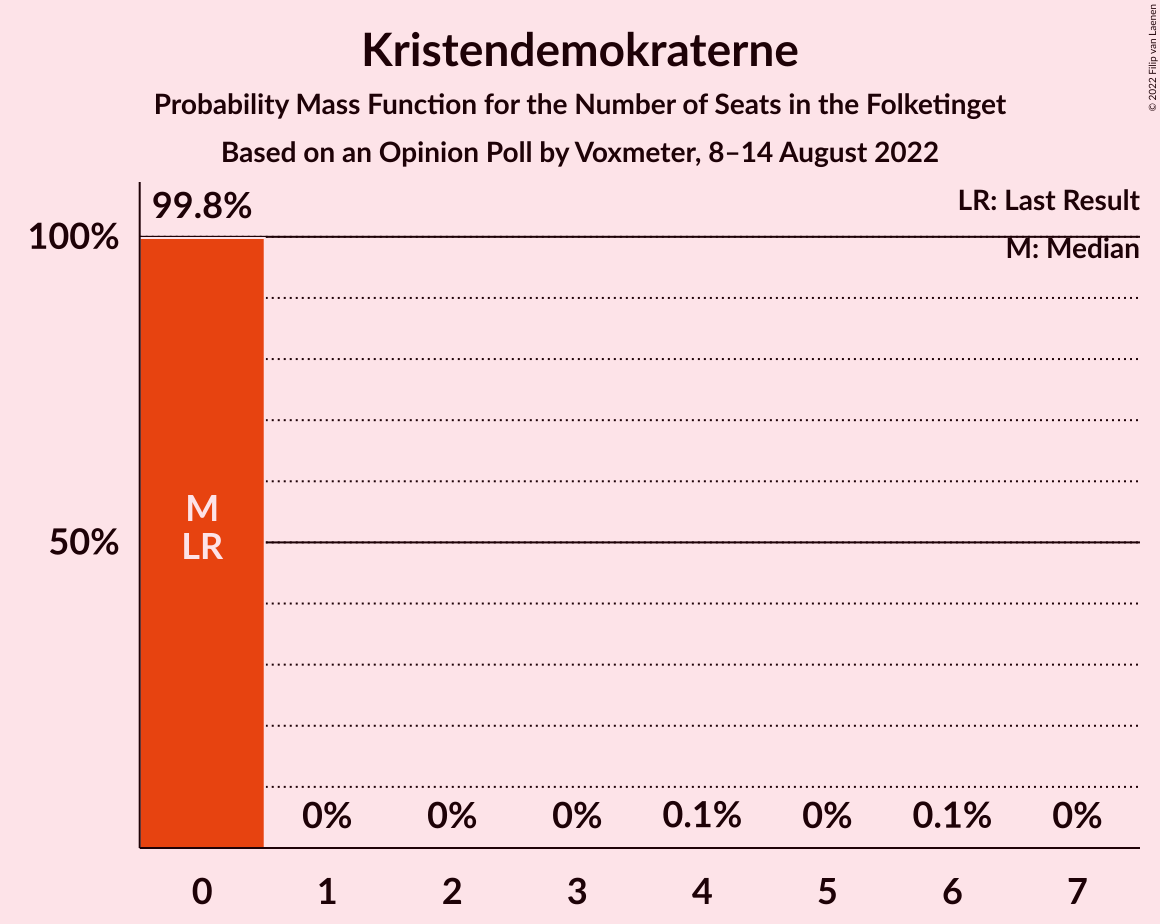 Kristendemokraterne
Probability Mass Function for the Number of Seats in the Folketinget
Based on an Opinion Poll by Voxmeter, 8–14 August 2022
© 2022 Filip van Laenen
LR: Last Result
M: Median
99.8%
100%
50%
M
LR
0% 0% 0% 0.1% 0% 0.1% 0%
0 1 2 3 4 5 6 7